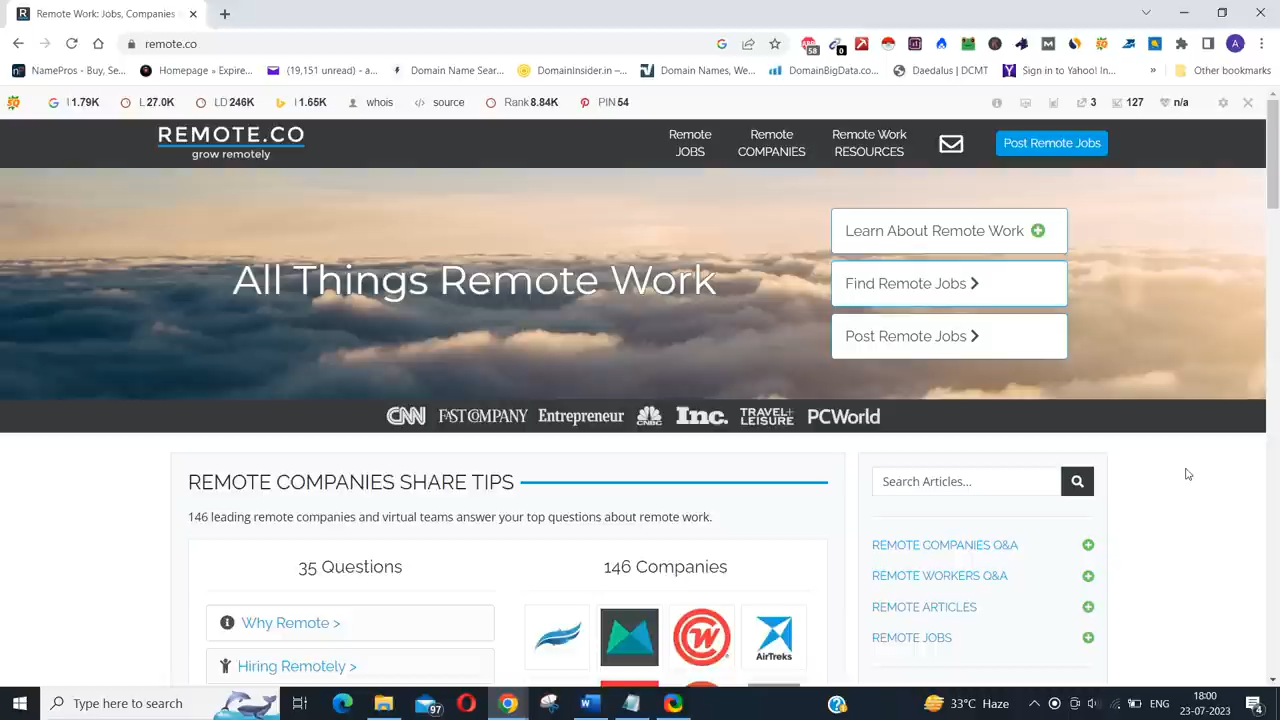 Remote Work: Jobs, Companies
remote.co
58
0
A
NamePros - Buy, Se...
Homepage » Expire...
(19,151 unread) - a...
Domain Name Sear...
DomainInsider.in –...
Domain Names, We...
DomainBigData.co...
Daedalus | DCMT
Sign in to Yahoo! In...
»
Other bookmarks
I 1.79K
L 27.0K
LD 246K
I 1.65K
whois
source
Rank 8.84K
PIN 54
3
127
n/a
REMOTE.CO
grow remotely
Remote
JOBS
Remote
COMPANIES
Remote Work
RESOURCES
Post Remote Jobs
All Things Remote Work
Learn About Remote Work
Find Remote Jobs
Post Remote Jobs
CNN
FAST COMPANY
Entrepreneur
CNBC
Inc.
TRAVEL+
LEISURE
PCWorld
REMOTE COMPANIES SHARE TIPS
146 leading remote companies and virtual teams answer your top questions about remote work.
35 Questions
146 Companies
Why Remote >
Hiring Remotely >
AirTreks
Search Articles...
REMOTE COMPANIES Q&A
REMOTE WORKERS Q&A
REMOTE ARTICLES
REMOTE JOBS
Type here to search
97
33°C Haze
ENG
18:00
23-07-2023
4